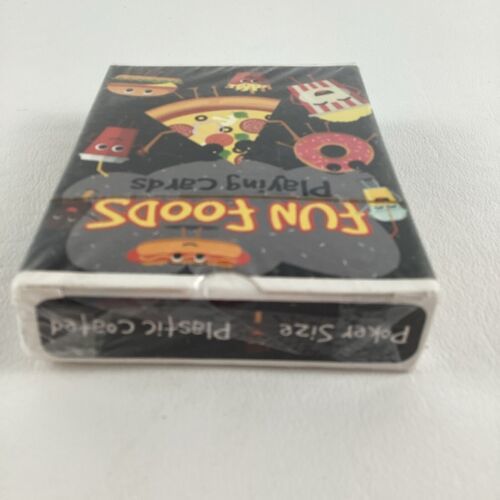 FUN FOODS
Playing Cards
Poker Size
Plastic Coated